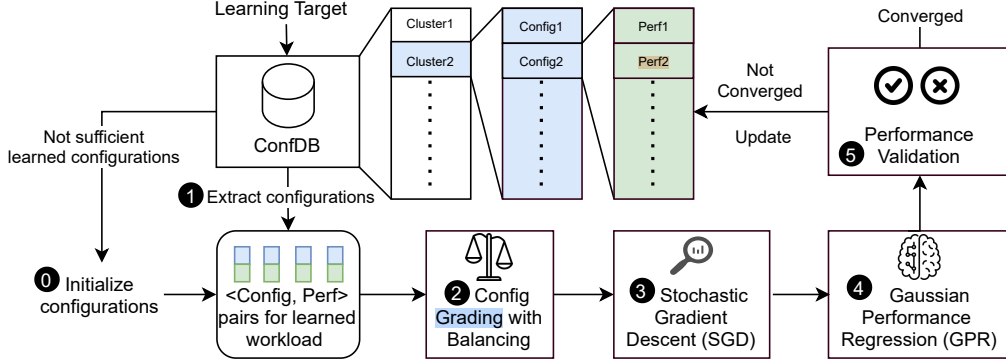 Learning Target
ConfDB
Cluster1
Cluster2
Config1
Config2
Perf1
Perf2
Converged
Not
Converged
Update
5 Performance
Validation
Not sufficient
learned configurations
1 Extract configurations
0 Initialize
configurations
<Config, Perf>
pairs for learned
workload
2 Config
Grading with
Balancing
3 Stochastic
Gradient
Descent (SGD)
4 Gaussian
Performance
Regression (GPR)